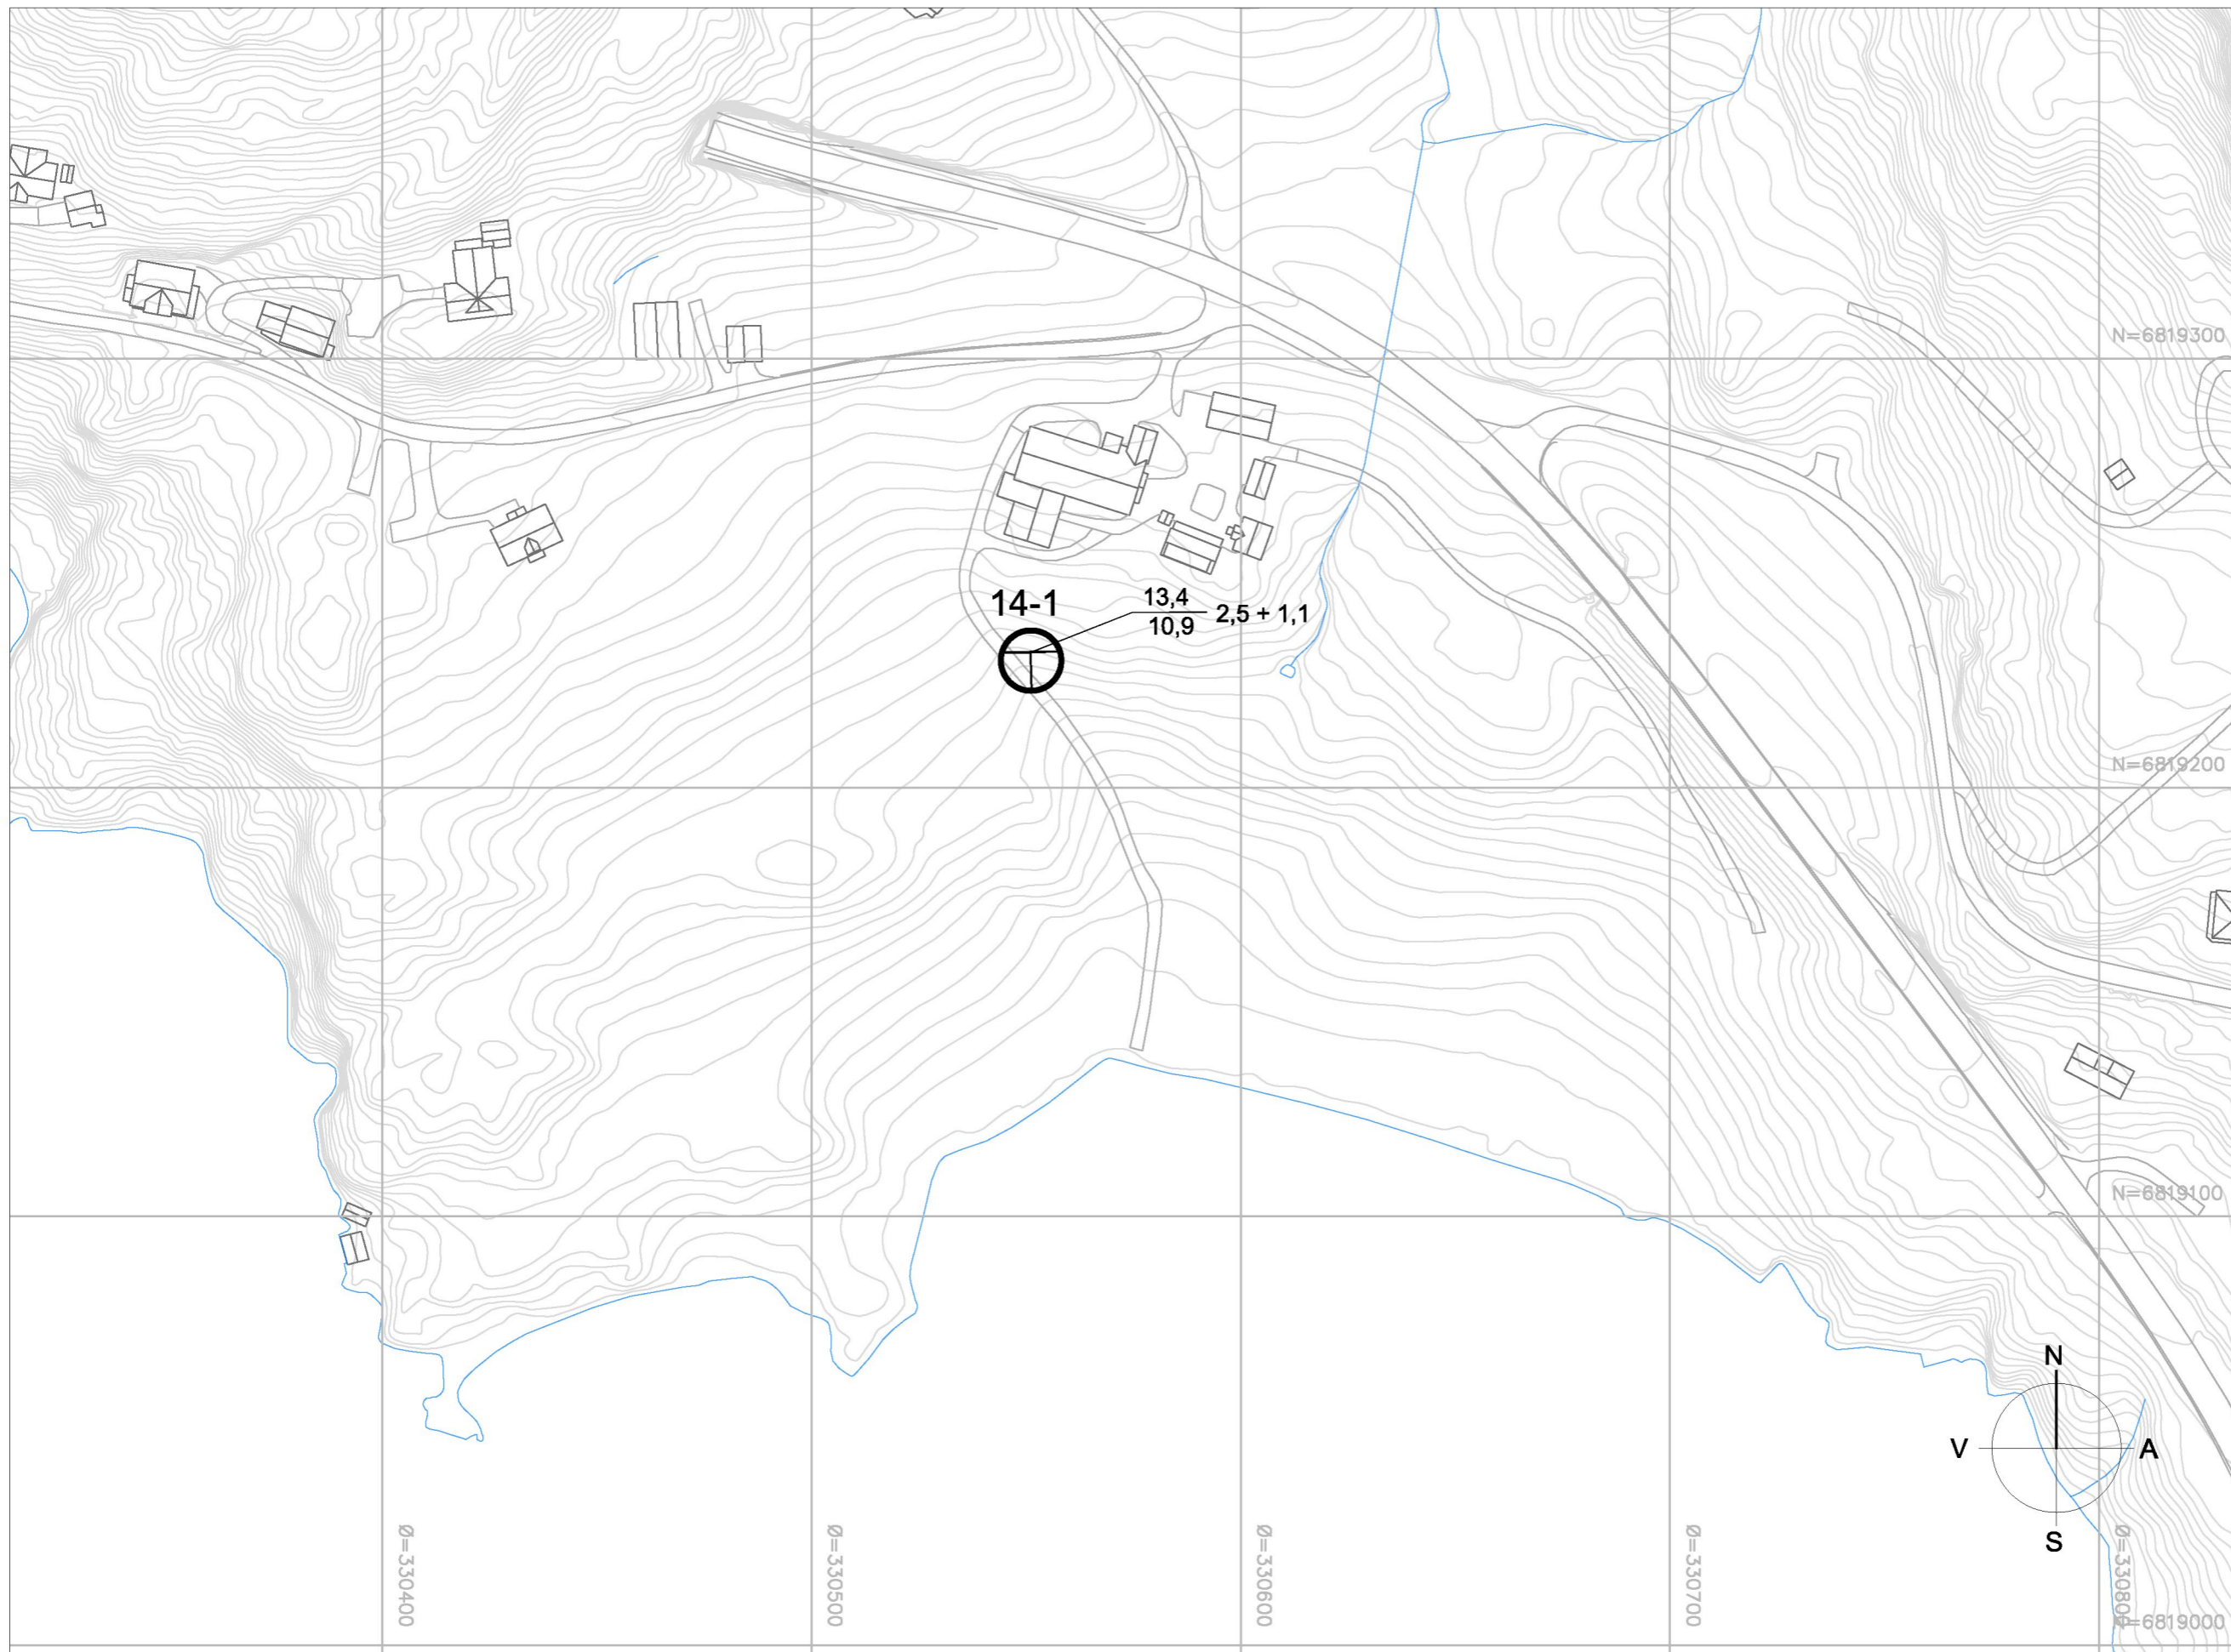 N=6819300
14-1
13,4
10,9
2,5 + 1,1
N=6819200
N=6819100
N
V
A
S
Ø=330400
Ø=330500
Ø=330600
Ø=330700
Ø=330800
N=6819000